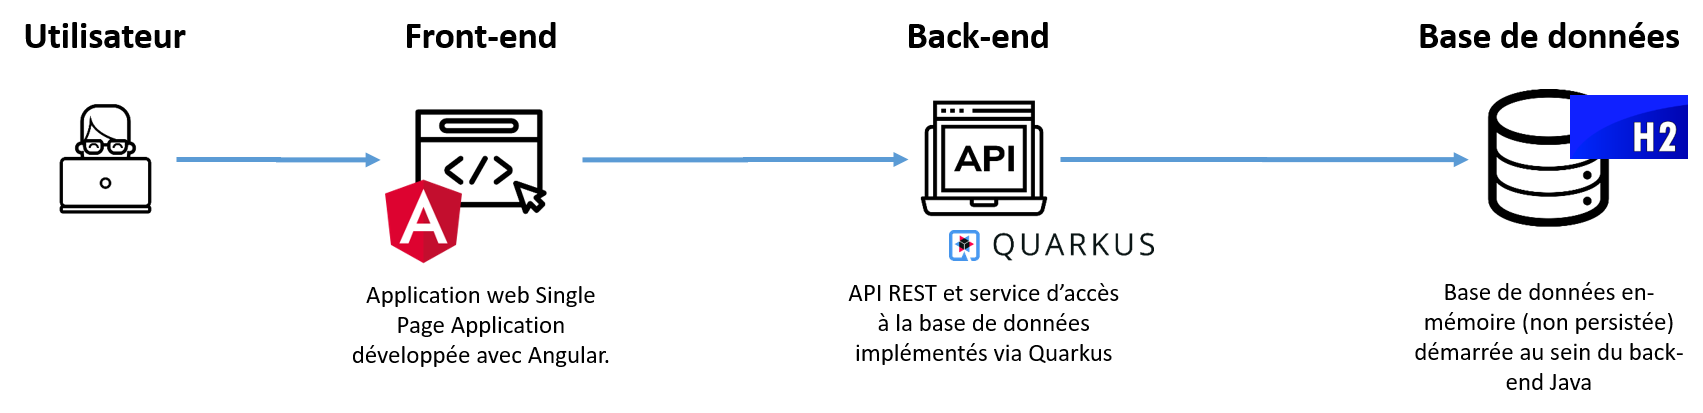 Utilisateur
Front-end
Back-end
Base de données
</>
API
H2
A
QUARKUS
Application web Single
Page Application
développée avec Angular.
API REST et service d’accès
à la base de données
implémentés via Quarkus
Base de données en-
mémoire (non persistée)
démarrée au sein du back-
end Java